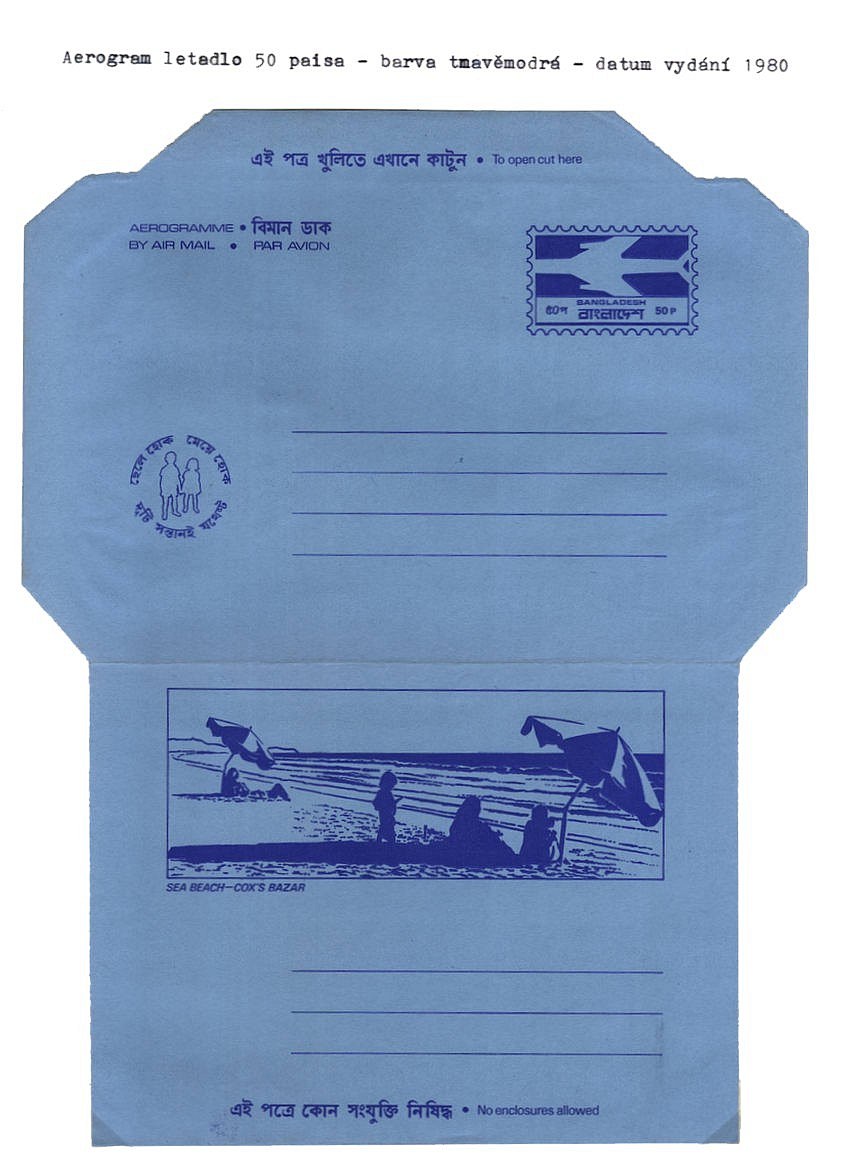 Aerogram letadlo 50 paisa - barva tmavěmodrá - datum vydání 1980
এই পত্র খুলিতে এখানে কাটুন • To open cut here
AEROGRAMME • বিমান ডাক
BY AIR MAIL • PAR AVION
BANGLADESH
৫০প বাংলাদেশ 50 P
ছেলে হোক মেয়ে হোক
দুটি সন্তানই যথেষ্ট
SEA BEACH–COX'S BAZAR
এই পত্রে কোন সংযুক্তি নিষিদ্ধ • No enclosures allowed